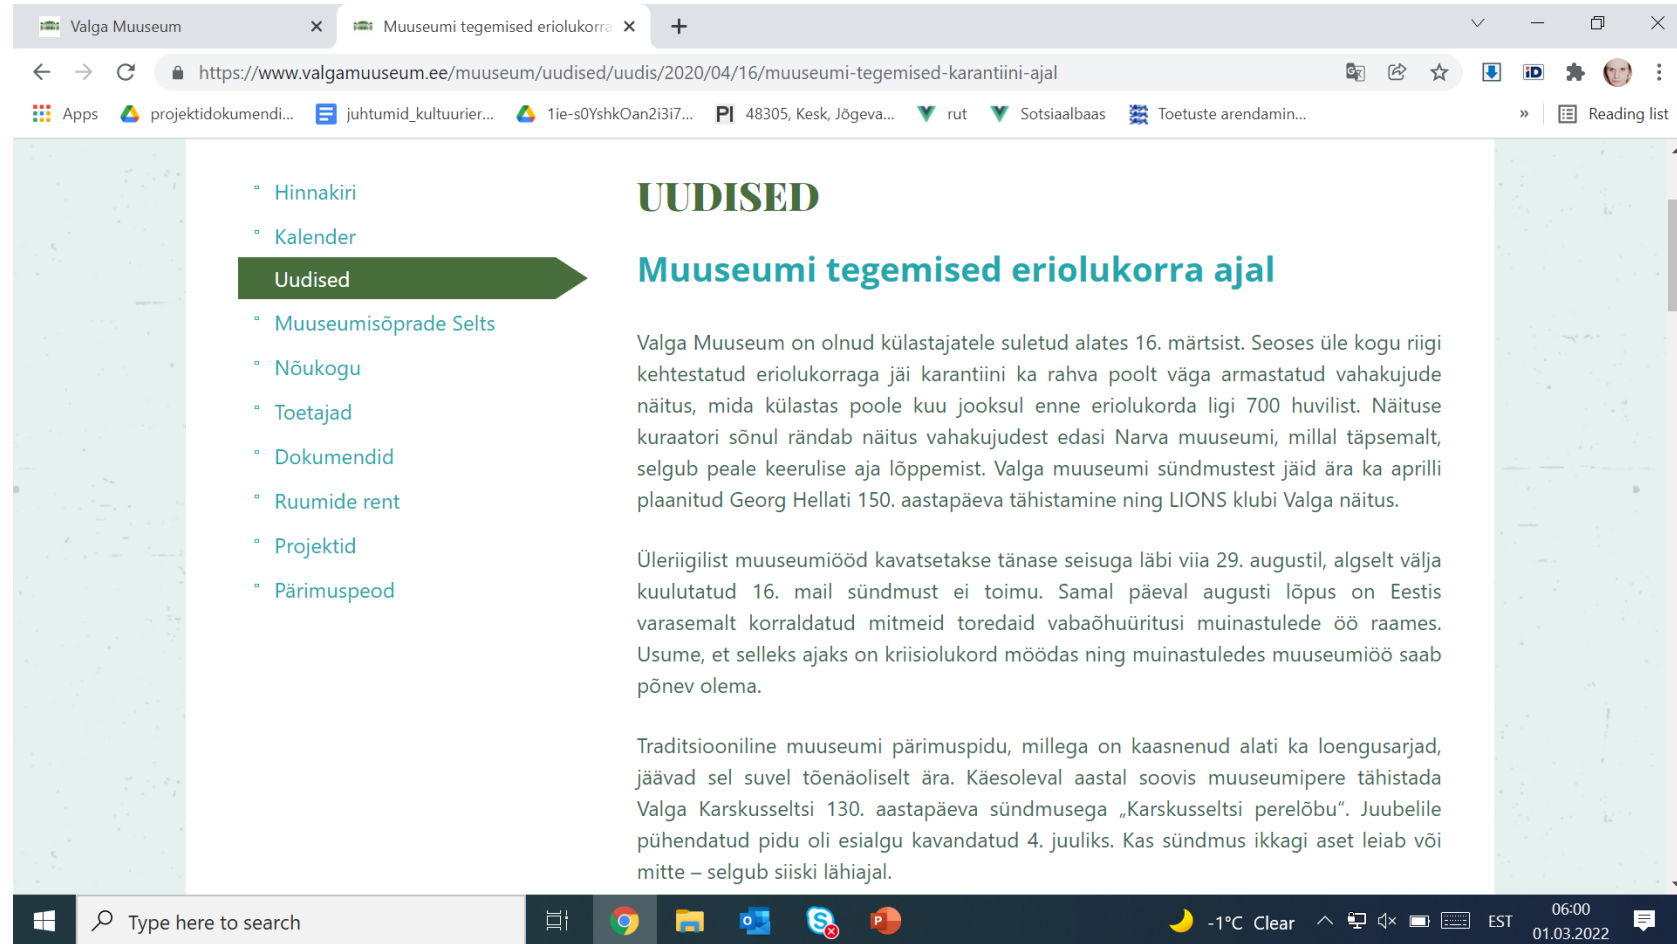 Valga Muuseum
Muuseumi tegemised eriolukorra
https://www.valgamuuseum.ee/muuseum/uudised/uudis/2020/04/16/muuseumi-tegemised-karantiini-ajal
Apps projektidokumendi... juhtumid_kultuurier... 1ie-s0YshkOan2i3i7... PI 48305, Kesk, Jõgeva... rut Sotsiaalbaas Toetuste arendamin... » Reading list
Hinnakiri
Kalender
Uudised
Muuseumisõprade Selts
Nõukogu
Toetajad
Dokumendid
Ruumide rent
Projektid
Pärimuspeod
UUDISED
Muuseumi tegemised eriolukorra ajal
Valga Muuseum on olnud külastajatele suletud alates 16. märtsist. Seoses üle kogu riigi
kehtestatud eriolukorraga jäi karantiini ka rahva poolt väga armastatud vahakujude
näitus, mida külastas poole kuu jooksul enne eriolukorda ligi 700 huvilist. Näituse
kuraatori sõnul rändab näitus vahakujudest edasi Narva muuseumi, millal täpsemalt,
selgub peale keerulise aja lõppemist. Valga muuseumi sündmustest jäid ära ka aprilli
plaanitud Georg Hellati 150. aastapäeva tähistamine ning LIONS klubi Valga näitus.
Üleriigilist muuseumiööd kavatsetakse tänase seisuga läbi viia 29. augustil, algselt välja
kuulutatud 16. mail sündmust ei toimu. Samal päeval augusti lõpus on Eestis
varasemalt korraldatud mitmeid toredaid vabaõhuüritusi muinastulede öö raames.
Usume, et selleks ajaks on kriisiolukord möödas ning muinastuledes muuseumiöö saab
põnev olema.
Traditsiooniline muuseumi pärimuspidu, millega on kaasnenud alati ka loengusarjad,
jäävad sel suvel tõenäoliselt ära. Käesoleval aastal soovis muuseumipere tähistada
Valga Karskusseltsi 130. aastapäeva sündmusega „Karskusseltsi perelõbu“. Juubelile
pühendatud pidu oli esialgu kavandatud 4. juuliks. Kas sündmus ikkagi aset leiab või
mitte – selgub siiski lähiajal.
Type here to search
-1°C Clear
EST
06:00
01.03.2022